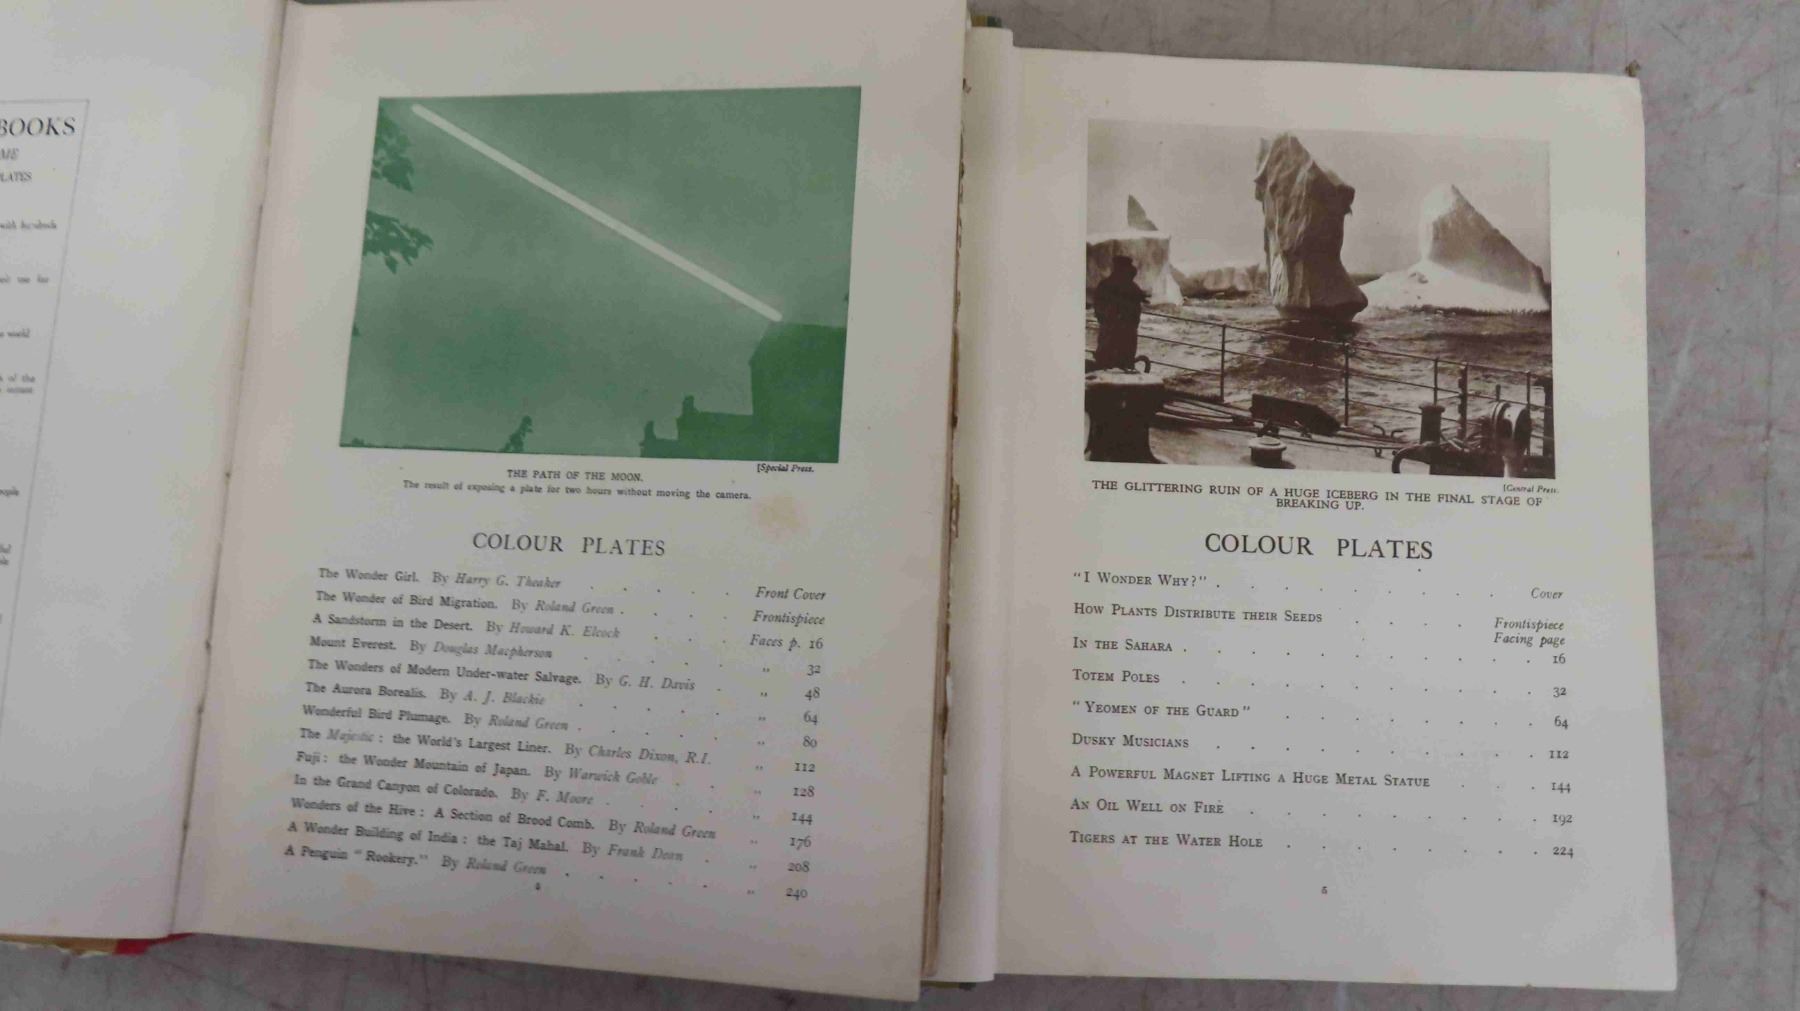 BOOKS
ME
PLATES
with hundreds
world
of the
THE PATH OF THE MOON.
[Special Press.
The result of exposing a plate for two hours without moving the camera.
COLOUR PLATES
The Wonder Girl. By Harry G. Theaker . . . . Front Cover
The Wonder of Bird Migration. By Roland Green . . . . Frontispiece
A Sandstorm in the Desert. By Howard K. Elcock . . . Faces p. 16
Mount Everest. By Douglas Macpherson . . . . " 32
The Wonders of Modern Under-water Salvage. By G. H. Davis . " 48
The Aurora Borealis. By A. J. Blackie . . . . " 64
Wonderful Bird Plumage. By Roland Green . . . . " 80
The Majestic : the World's Largest Liner. By Charles Dixon, R.I. " 112
Fuji : the Wonder Mountain of Japan. By Warwick Goble . . " 128
In the Grand Canyon of Colorado. By F. Moore . . . . " 144
Wonders of the Hive : A Section of Brood Comb. By Roland Green " 176
A Wonder Building of India : the Taj Mahal. By Frank Dean . " 208
A Penguin "Rookery." By Roland Green . . . . " 240
[Central Press.
THE GLITTERING RUIN OF A HUGE ICEBERG IN THE FINAL STAGE OF
BREAKING UP.
COLOUR PLATES
"I Wonder Why?" . . . . . . . . Cover
How Plants Distribute their Seeds . . . . Frontispiece
Facing page
In the Sahara . . . . . . . . . . 16
Totem Poles . . . . . . . . . . 32
"Yeomen of the Guard" . . . . . . . . 64
Dusky Musicians . . . . . . . . . 112
A Powerful Magnet Lifting a Huge Metal Statue . . . 144
An Oil Well on Fire . . . . . . . . 192
Tigers at the Water Hole . . . . . . . 224
5